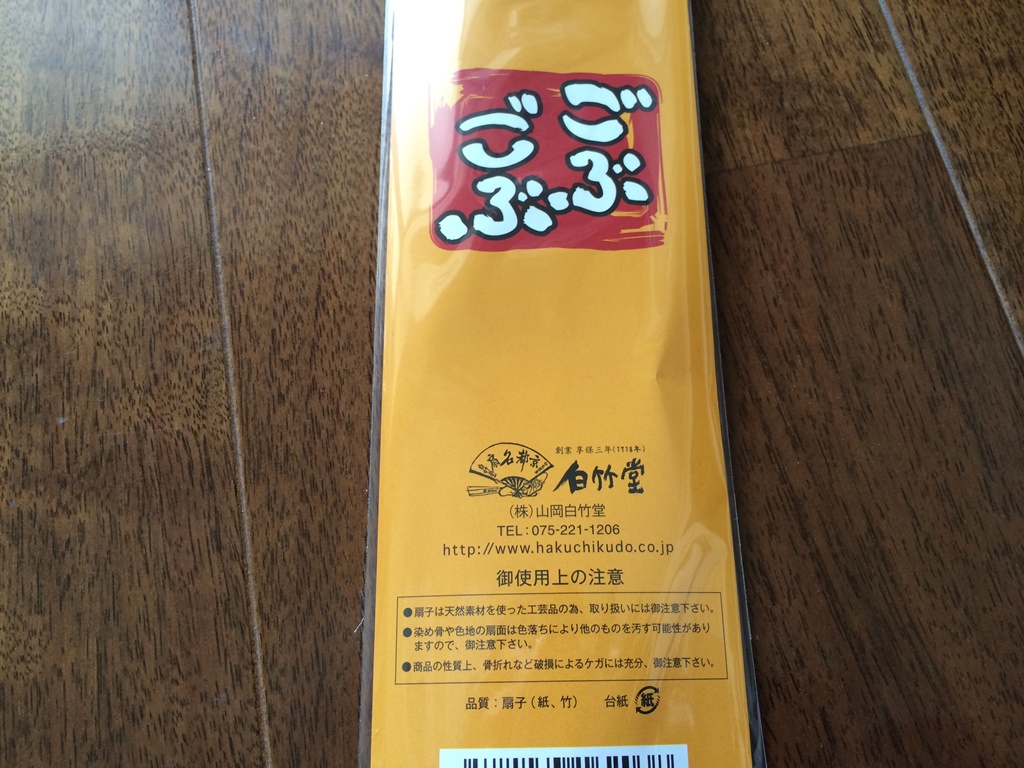 ごぶ
ごぶ
創業 享保三年(1718年)
京都名扇
白竹堂
(株)山岡白竹堂
TEL:075-221-1206
http://www.hakuchikudo.co.jp
御使用上の注意
●扇子は天然素材を使った工芸品の為、取り扱いには御注意下さい。
●染め骨や色地の扇面は色落ちにより他のものを汚す可能性があり
ますので、御注意下さい。
●商品の性質上、骨折れなど破損によるケガには充分、御注意下さい。
品質:扇子(紙、竹) 台紙 紙